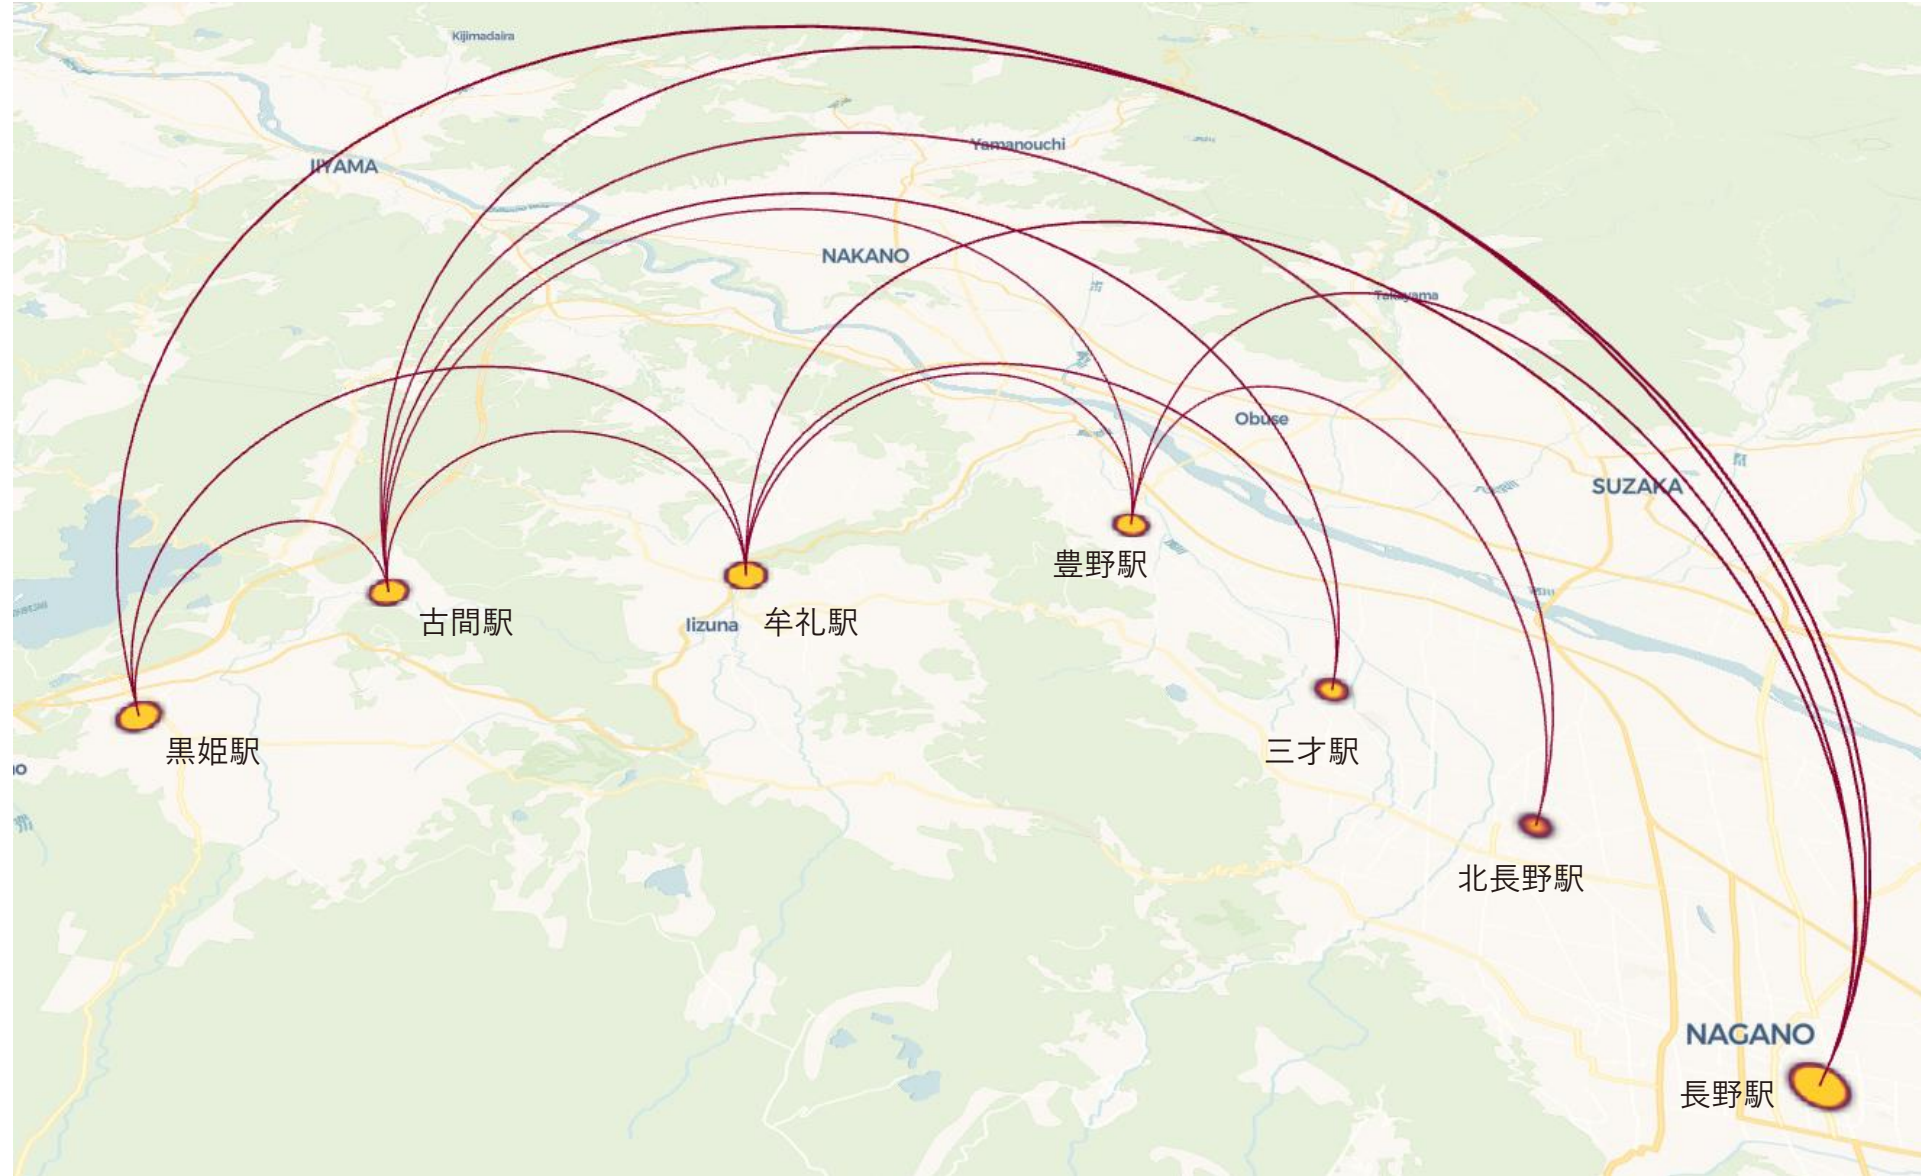 Kijimadaira
Yamanouchi
IIYAMA
NAKANO
Takayama
Obuse
SUZAKA
豊野駅
古間駅
Iizuna
牟礼駅
黒姫駅
三才駅
北長野駅
NAGANO
長野駅